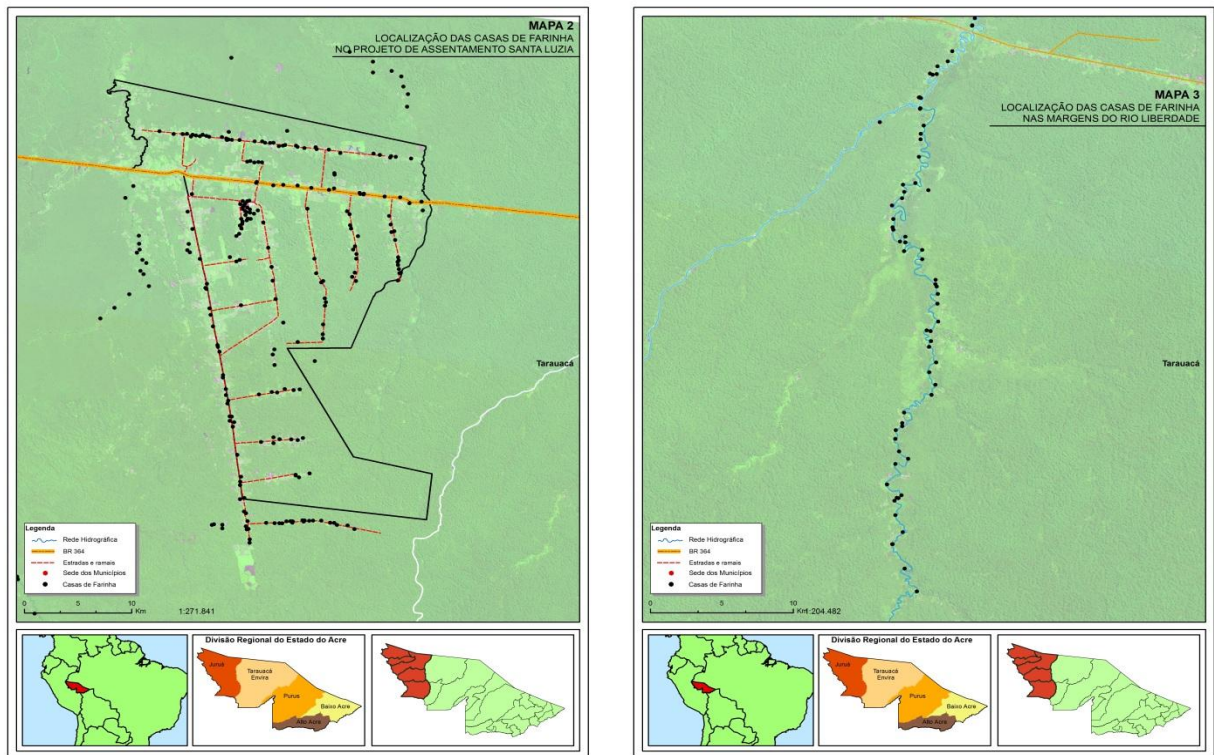 MAPA 2
LOCALIZAÇÃO DAS CASAS DE FARINHA
NO PROJETO DE ASSENTAMENTO SANTA LUZIA
Tarauacá
Legenda
Rede Hidrográfica
BR 364
Estradas e ramais
Sede dos Municípios
Casas de Farinha
0 5 10
Km
1:271.841
Divisão Regional do Estado do Acre
Juruá
Tarauacá
Envira
Purus
Baixo Acre
Alto Acre
MAPA 3
LOCALIZAÇÃO DAS CASAS DE FARINHA
NAS MARGENS DO RIO LIBERDADE
Tarauacá
Legenda
Rede Hidrográfica
BR 364
Estradas e ramais
Sede dos Municípios
Casas de Farinha
0 5 10
Km
1:204.482
Divisão Regional do Estado do Acre
Juruá
Tarauacá
Envira
Purus
Baixo Acre
Alto Acre